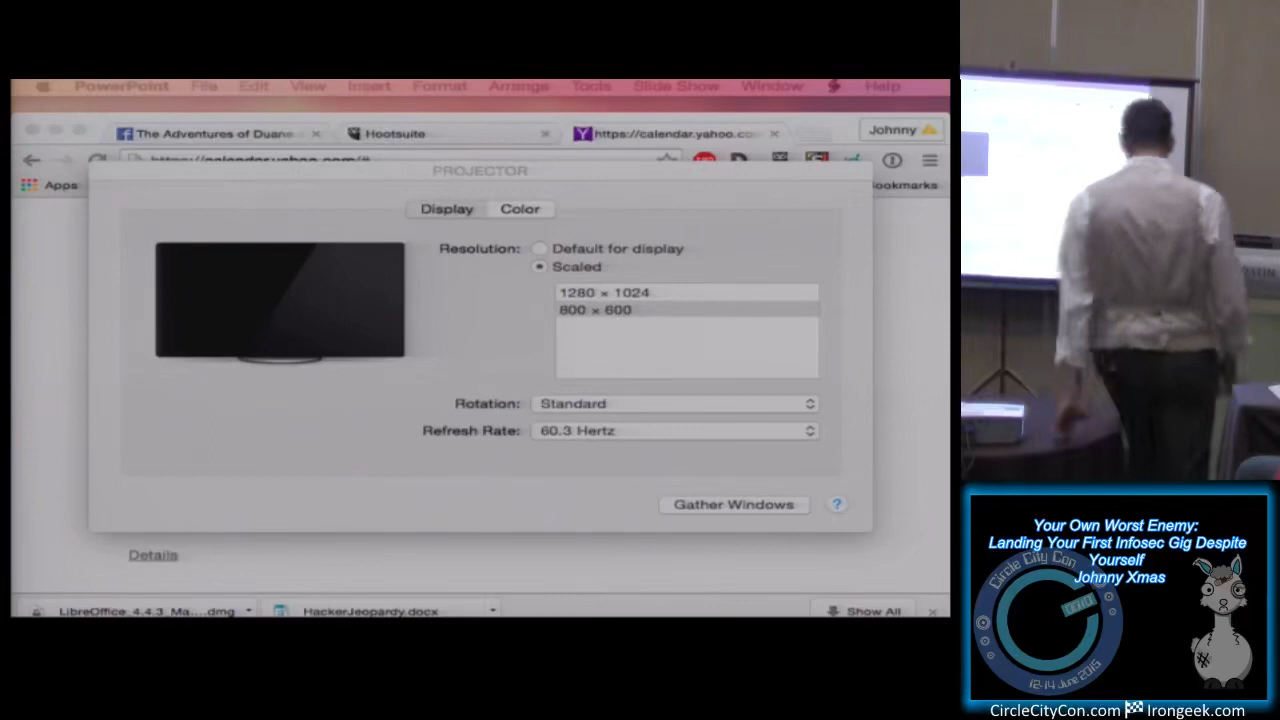 PowerPoint File Edit View Insert Format Arrange Tools Slide Show Window Help
The Adventures of Duane
Hootsuite
https://calendar.yahoo.co
Johnny
https://calendar.yahoo.com/#
Apps
Bookmarks
PROJECTOR
Display Color
Resolution: Default for display
Scaled
1280 × 1024
800 × 600
Rotation: Standard
Refresh Rate: 60.3 Hertz
Gather Windows ?
Details
LibreOffice_4.4.3_Ma....dmg
HackerJeopardy.docx
Show All
Your Own Worst Enemy:
Landing Your First Infosec Gig Despite
Yourself
Johnny Xmas
Circle City Con
12-14 June 2015
CircleCityCon.com Irongeek.com